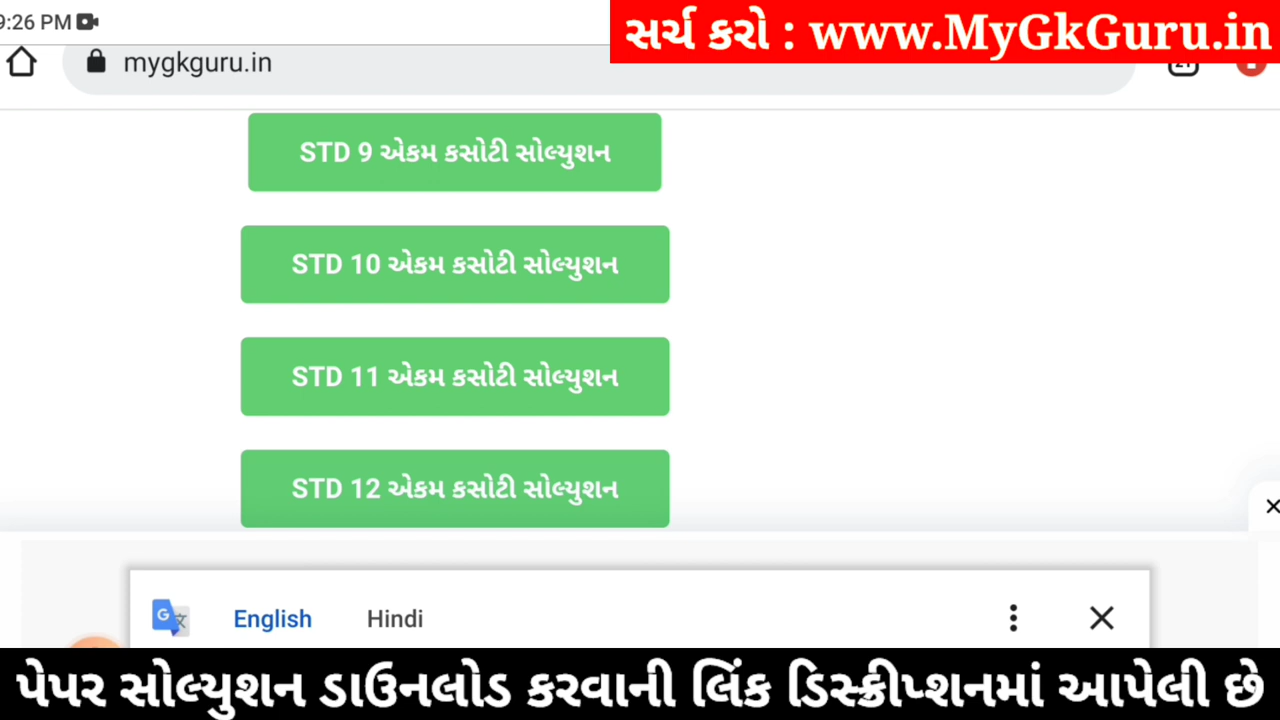 9:26 PM
સર્ચ કરો : www.MyGkGuru.in
mygkguru.in
STD 9 એકમ કસોટી સોલ્યુશન
STD 10 એકમ કસોટી સોલ્યુશન
STD 11 એકમ કસોટી સોલ્યુશન
STD 12 એકમ કસોટી સોલ્યુશન
English Hindi
પેપર સોલ્યુશન ડાઉનલોડ કરવાની લિંક ડિસ્ક્રીપ્શનમાં આપેલી છે